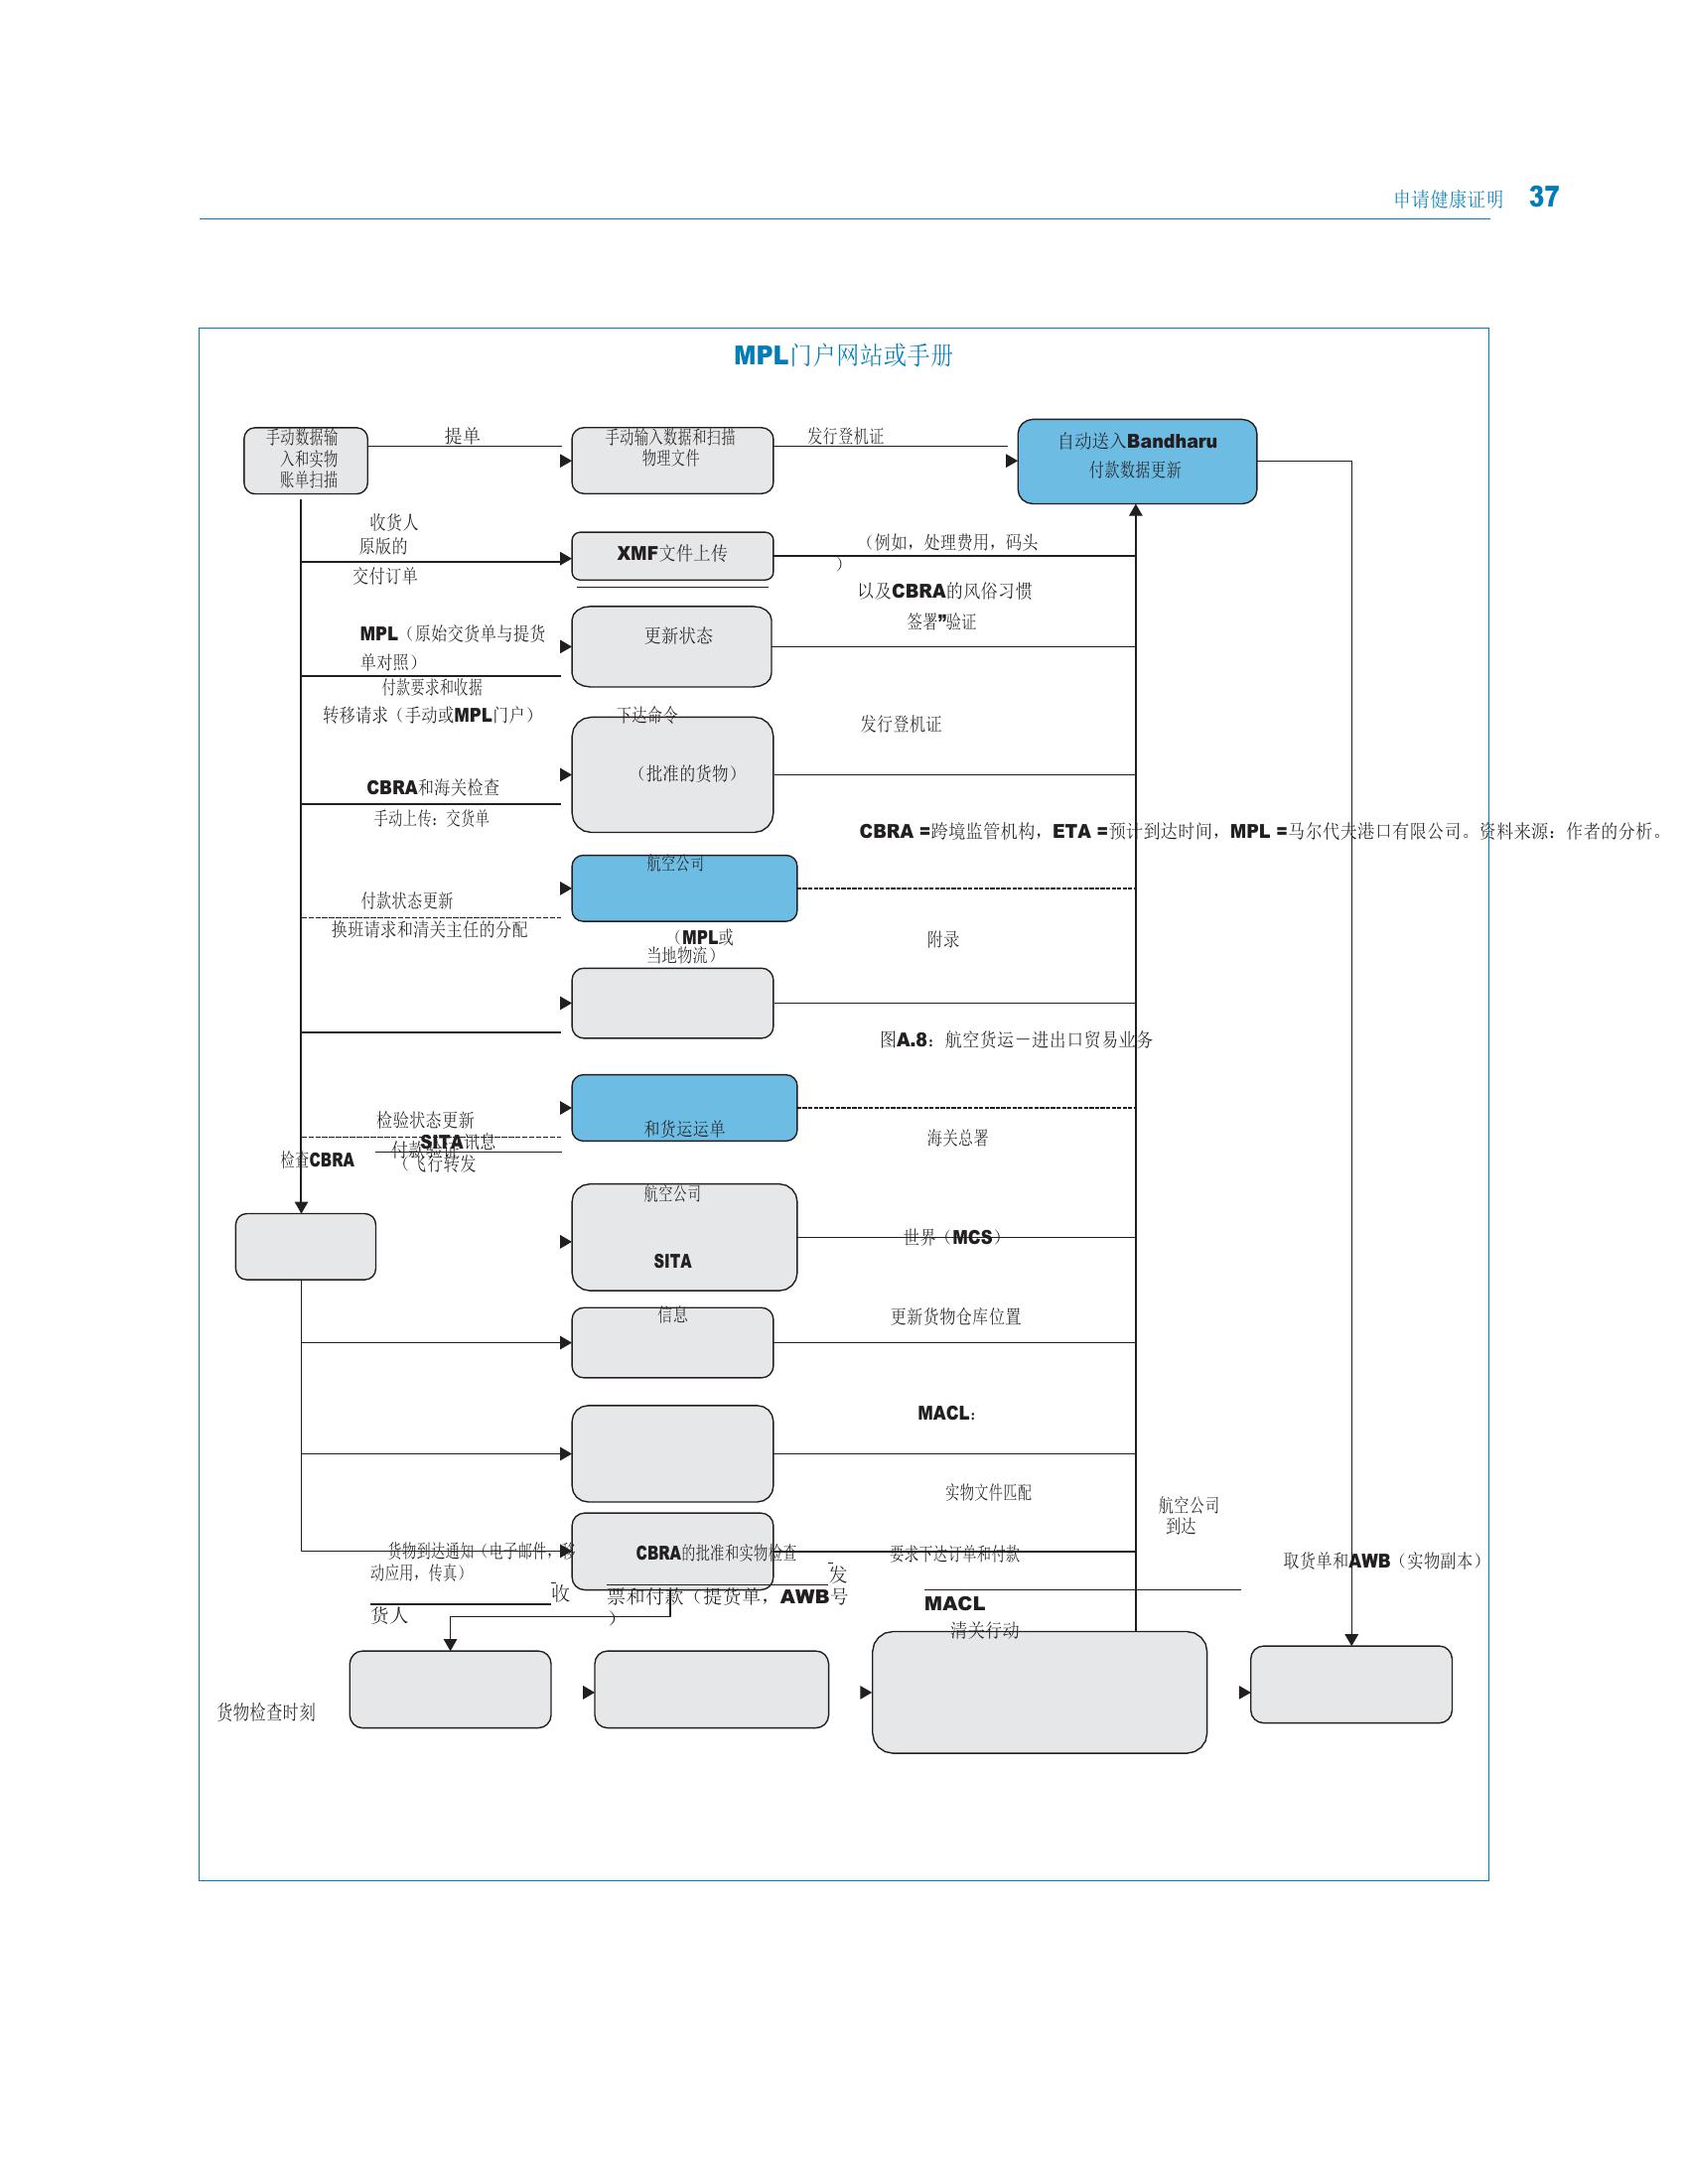 申请健康证明 37
MPL门户网站或手册
手动数据输
入和实物
账单扫描
提单
手动输入数据和扫描
物理文件
发行登机证
自动送入Bandharu
付款数据更新
收货人
原版的
交付订单
XMF文件上传
（例如，处理费用，码头
）
以及CBRA的风俗习惯
签署”验证
MPL（原始交货单与提货
单对照）
更新状态
付款要求和收据
转移请求（手动或MPL门户）
下达命令
发行登机证
（批准的货物）
CBRA和海关检查
手动上传：交货单
CBRA =跨境监管机构，ETA =预计到达时间，MPL =马尔代夫港口有限公司。资料来源：作者的分析。
航空公司
付款状态更新
换班请求和清关主任的分配
（MPL或
当地物流）
附录
图A.8：航空货运－进出口贸易业务
检验状态更新
和货运运单
海关总署
SITA讯息
付款验证
（飞行转发
检查CBRA
航空公司
世界（MCS）
SITA
信息
更新货物仓库位置
MACL：
实物文件匹配
航空公司
到达
货物到达通知（电子邮件，移
动应用，传真）
CBRA的批准和实物检查
要求下达订单和付款
取货单和AWB（实物副本）
收
货人
发
票和付款（提货单，AWB号
）
MACL
清关行动
货物检查时刻